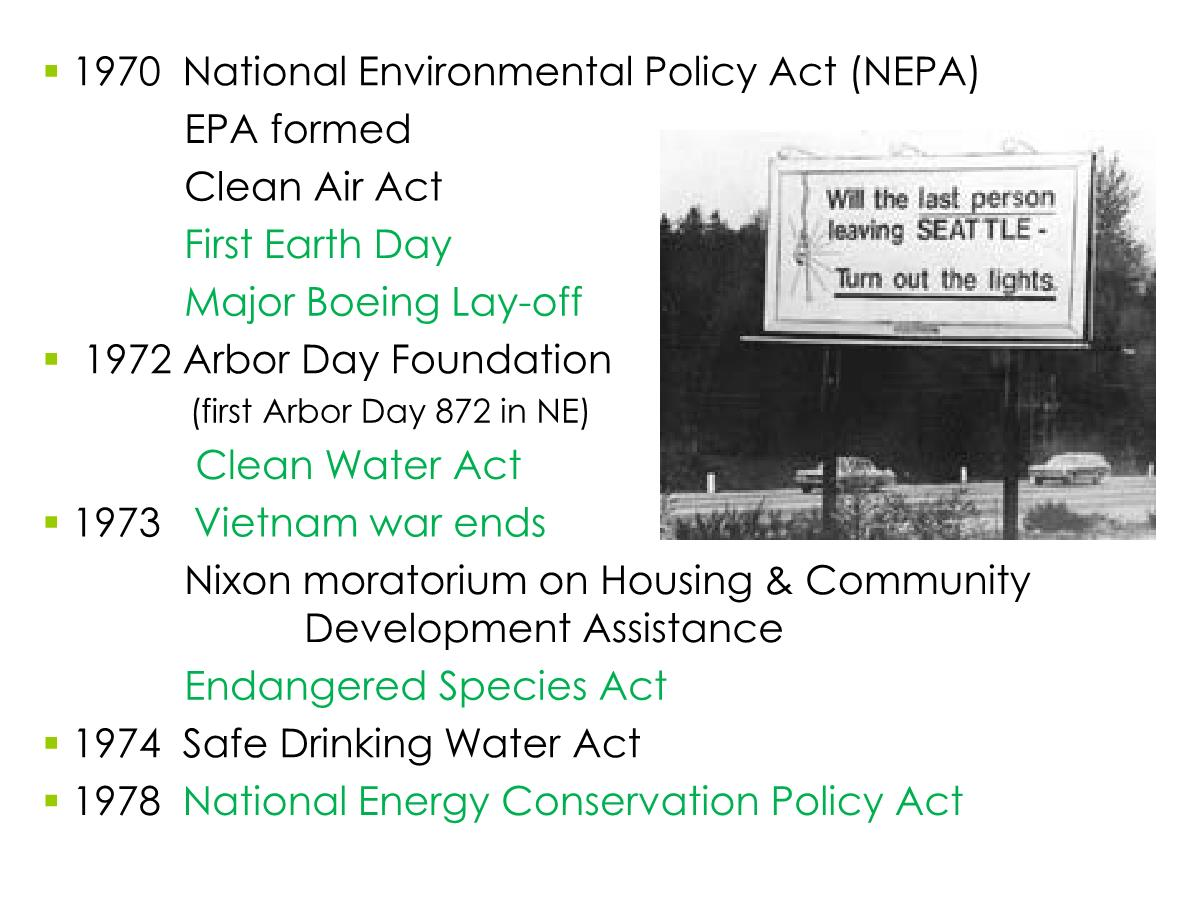 1970 National Environmental Policy Act (NEPA)
EPA formed
Clean Air Act
First Earth Day
Major Boeing Lay-off
1972 Arbor Day Foundation
(first Arbor Day 872 in NE)
Clean Water Act
1973 Vietnam war ends
Nixon moratorium on Housing & Community
Development Assistance
Endangered Species Act
1974 Safe Drinking Water Act
1978 National Energy Conservation Policy Act
Will the last person
leaving SEATTLE -
Turn out the lights.